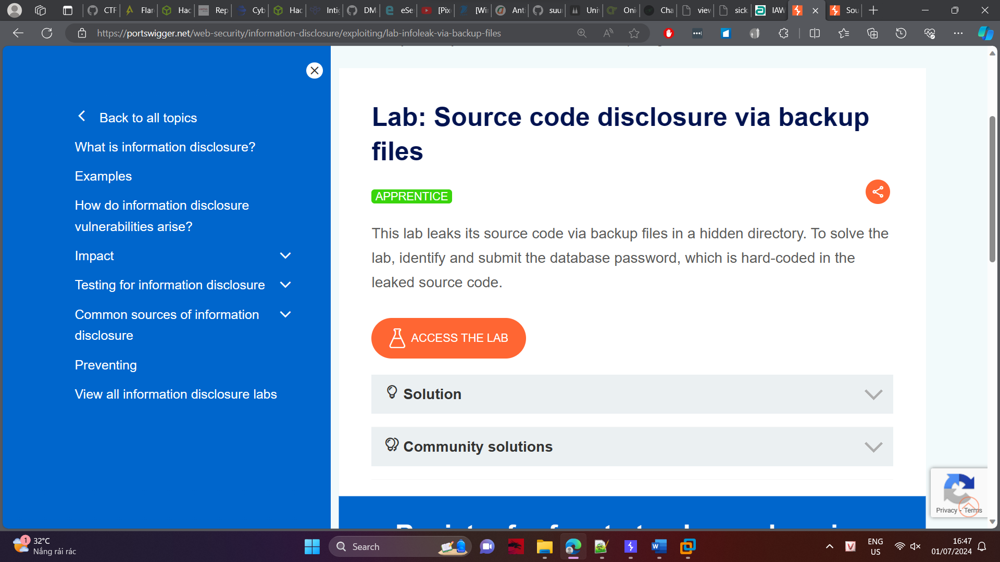 CTF
Flar
Hac
Rep
Cyb
Hac
Inti
DM
eSe
[Pix
[Wi
Anti
suu
Uni
Oni
Cha
view
sick
IAW
Sou
https://portswigger.net/web-security/information-disclosure/exploiting/lab-infoleak-via-backup-files
Back to all topics
What is information disclosure?
Examples
How do information disclosure
vulnerabilities arise?
Impact
Testing for information disclosure
Common sources of information
disclosure
Preventing
View all information disclosure labs
Lab: Source code disclosure via backup
files
APPRENTICE
This lab leaks its source code via backup files in a hidden directory. To solve the
lab, identify and submit the database password, which is hard-coded in the
leaked source code.
ACCESS THE LAB
Solution
Community solutions
Privacy - Terms
1
32°C
Nắng rải rác
Search
ENG
US
16:47
01/07/2024